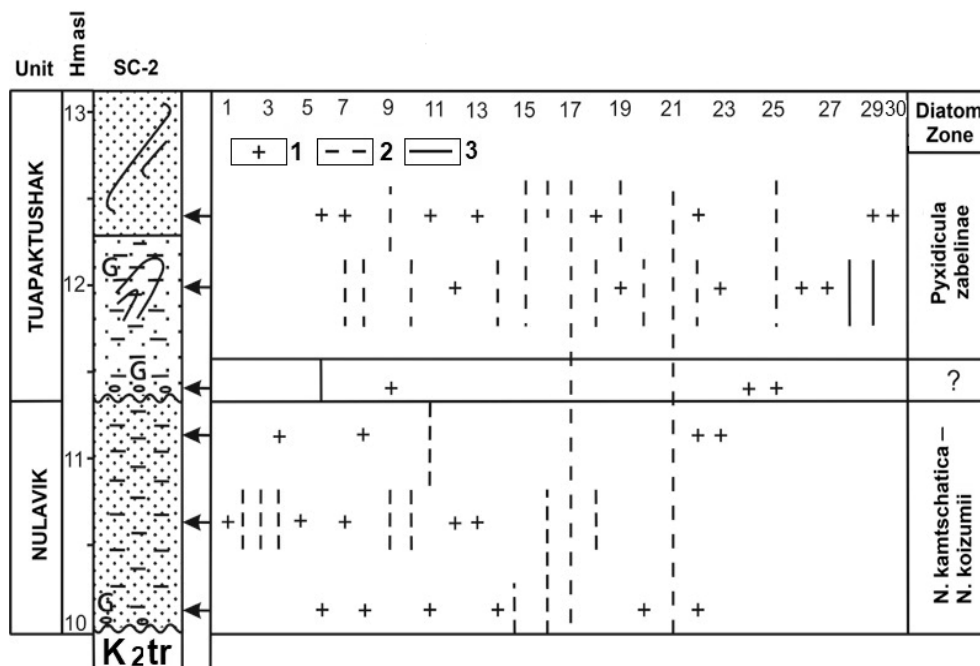 Unit
Hm asl
SC-2
1 3 5 7 9 11 13 15 17 19 21 23 25 27 29 30
Diatom
Zone
+ 1 2 3
13
12
11
10
TUAPAKTUSHAK
NULAVIK
G
G
G
K2tr
Pyxidicula
zabelinae
?
N. kamtschatica –
N. koizumii